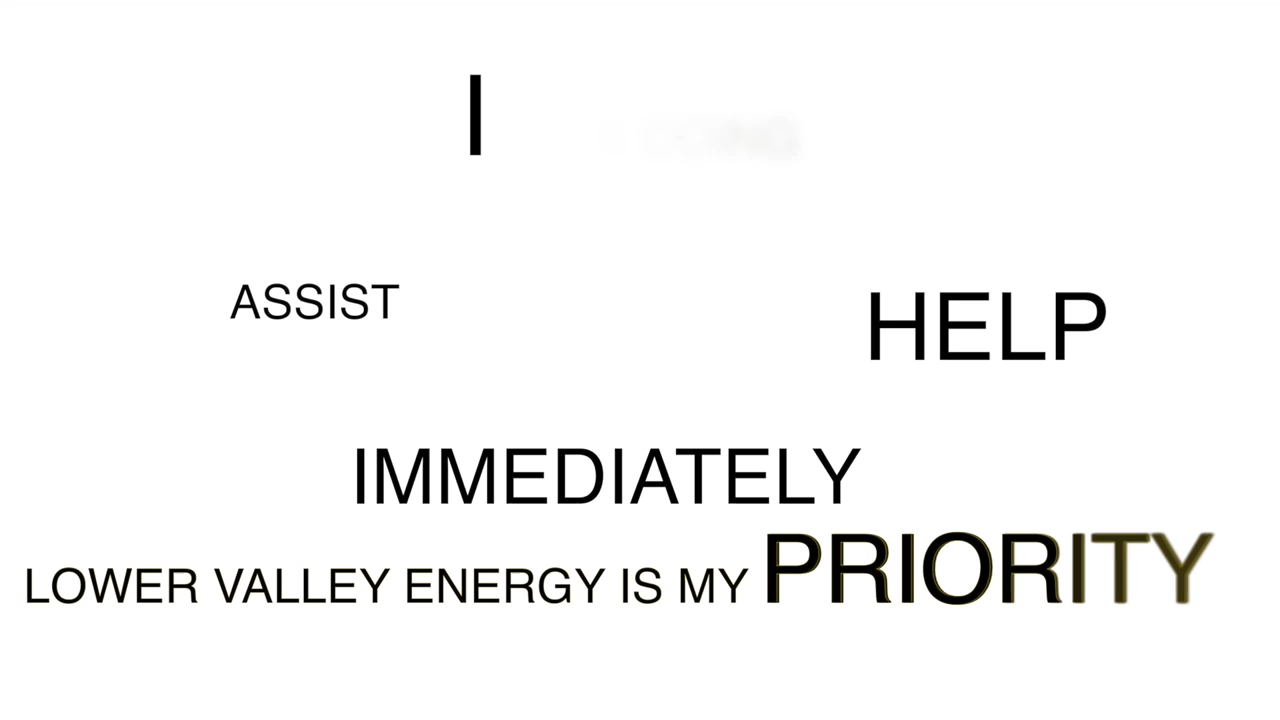 I
ASSIST
HELP
IMMEDIATELY
LOWER VALLEY ENERGY IS MY PRIORITY